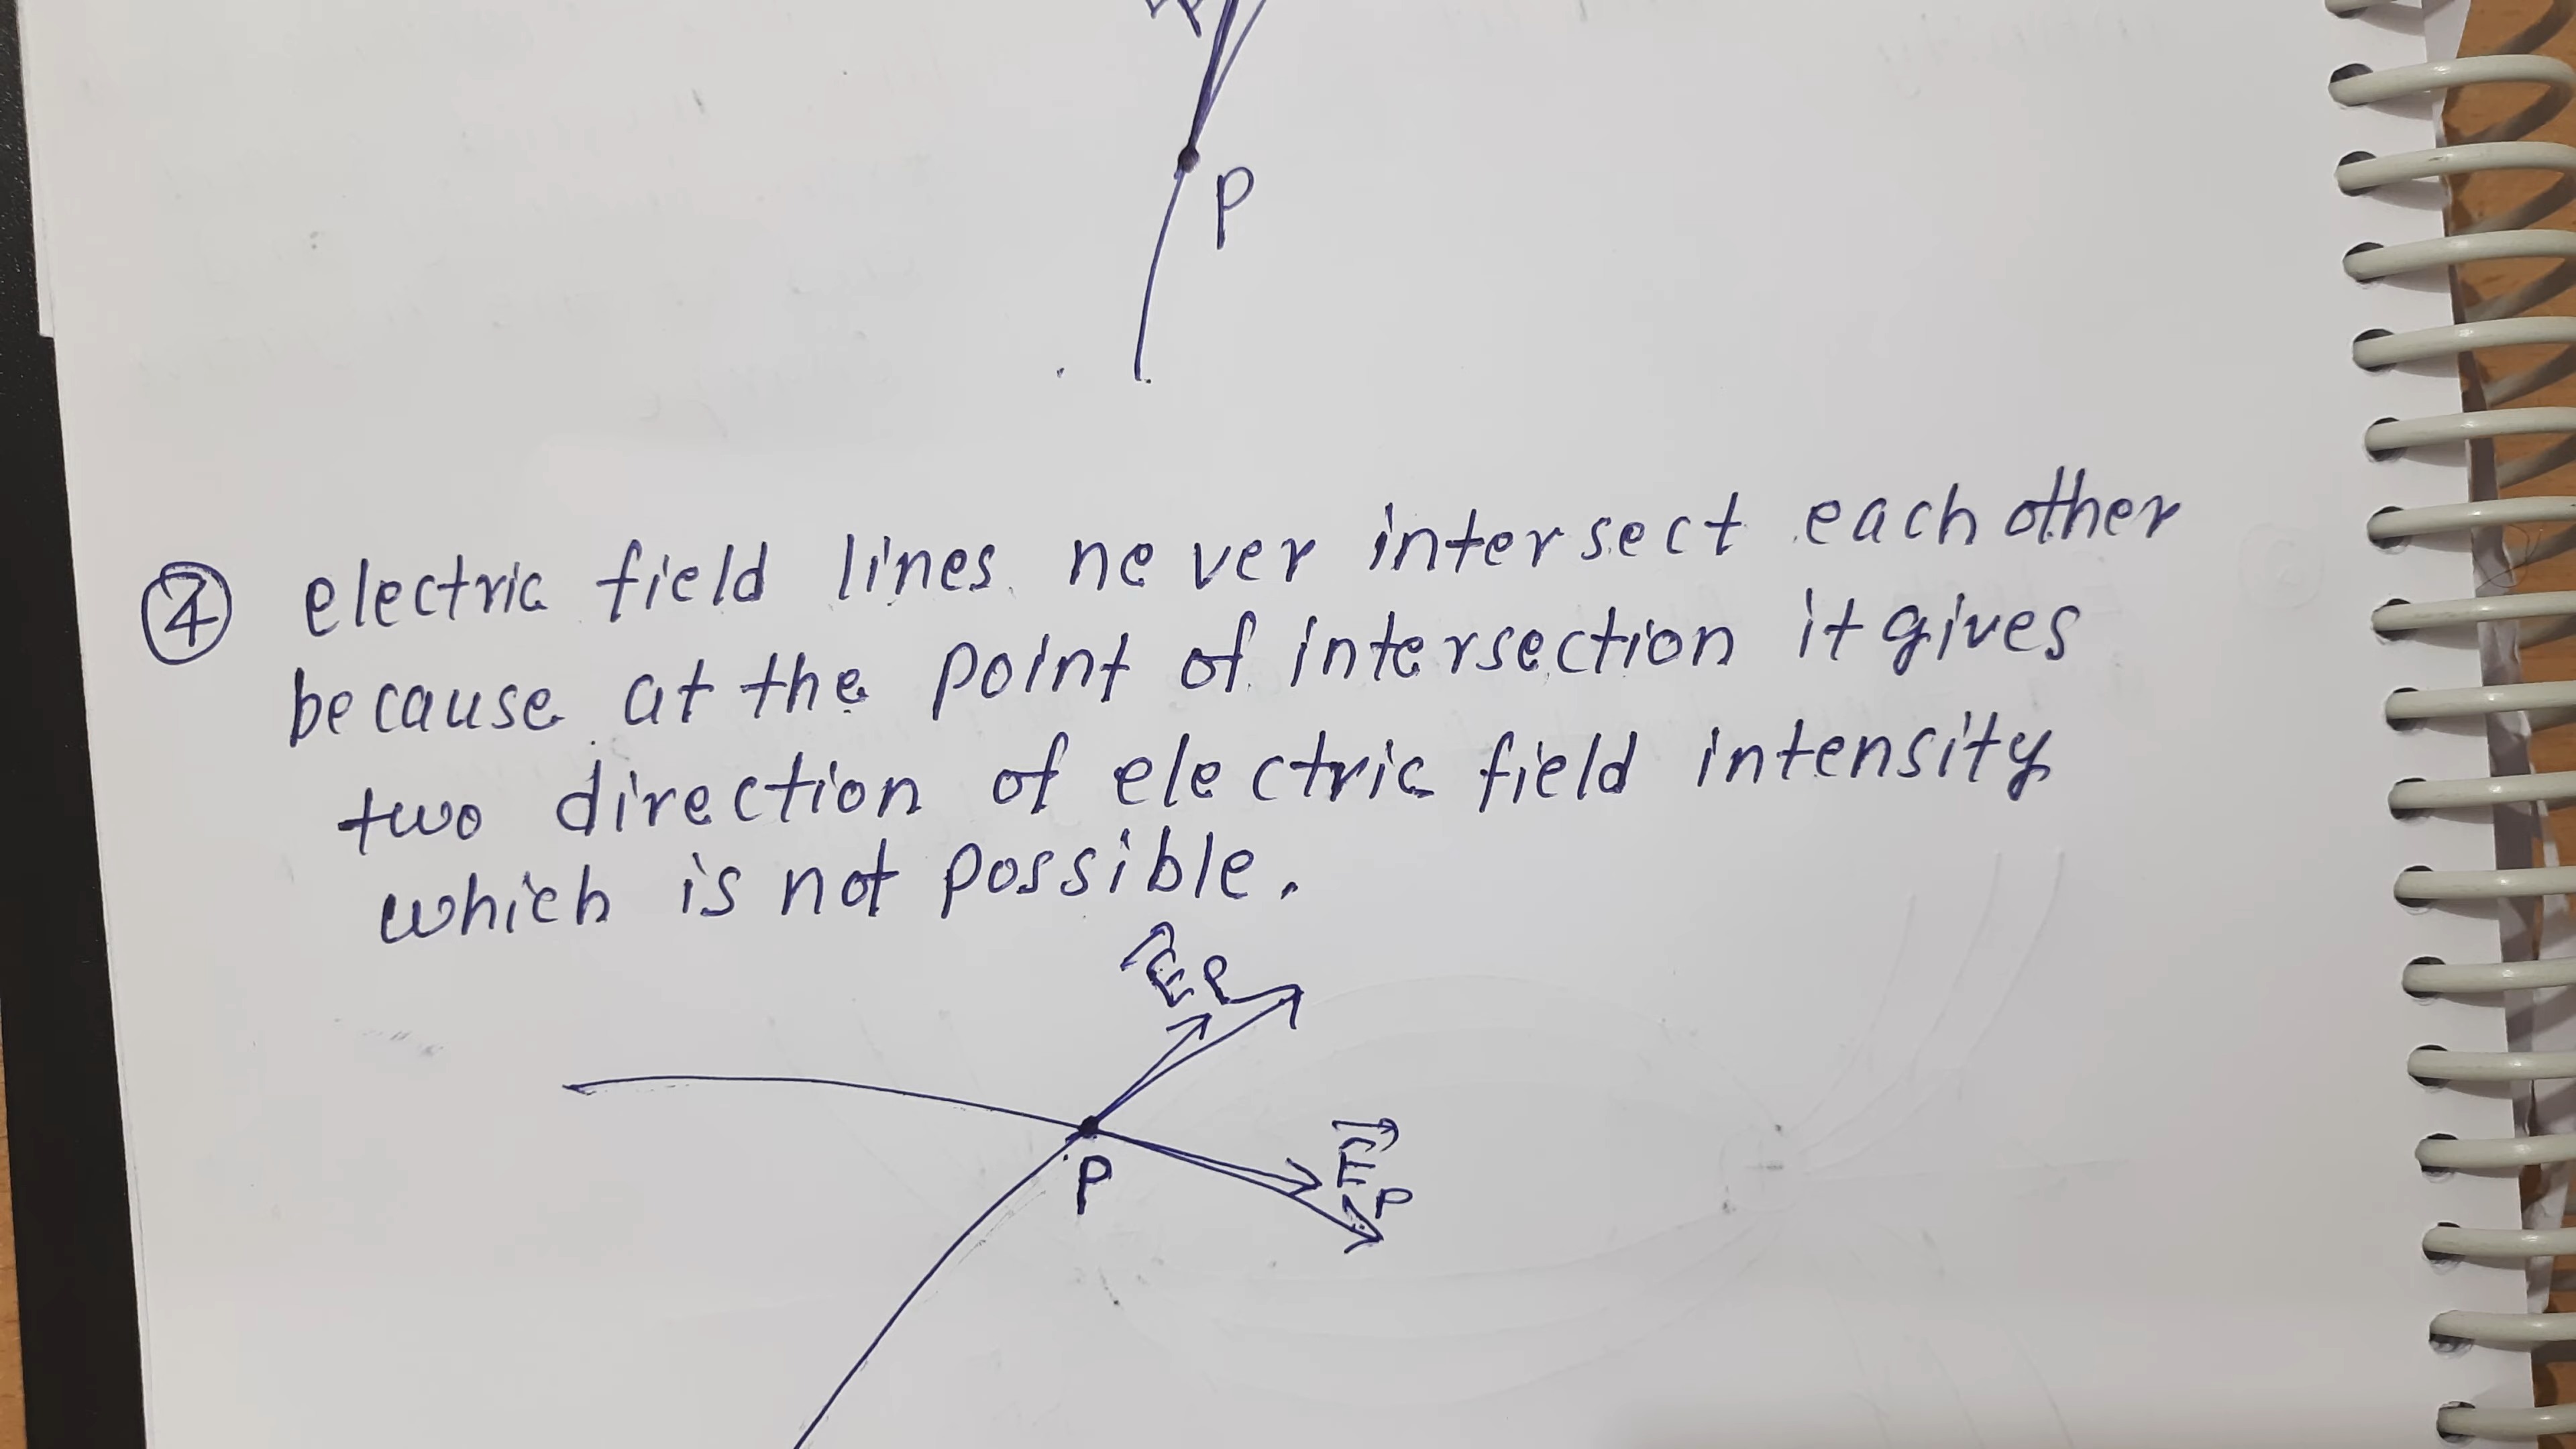 P
④ electric field lines never intersect each other
because at the point of intersection it gives
two direction of electric field intensity
which is not possible.
E⃗P
E⃗P
P